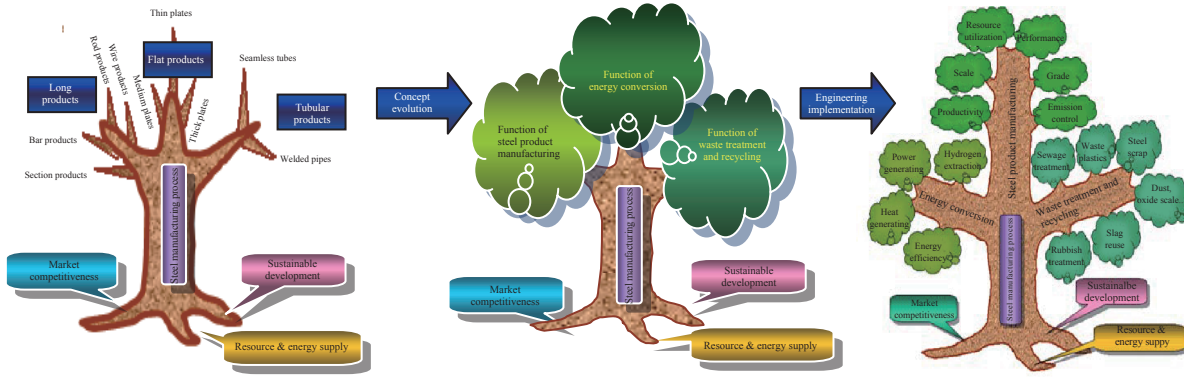 Thin plates
Rod products
Wire products
Medium plates
Flat products
Thick plates
Seamless tubes
Long
products
Tubular
products
Bar products
Section products
Welded pipes
Steel manufacturing process
Market
competitiveness
Sustainable
development
Resource & energy supply
Concept
evolution
Function of
energy conversion
Function of
steel product
manufacturing
Function of
waste treatment
and recycling
Steel manufacturing process
Market
competitiveness
Sustainable
development
Resource & energy supply
Engineering
implementation
Resource
utilization
Performance
Scale
Grade
Productivity
Emission
control
Steel product manufacturing
Power
generating
Hydrogen
extraction
Energy conversion
Heat
generating
Energy
efficiency
Sewage
treatment
Waste
plastics
Steel
scrap
Waste treatment and
recycling
Dust,
oxide scale...
Slag
reuse
Rubbish
treatment
Steel manufacturing process
Market
competitiveness
Sustainalbe
development
Resource &
energy suppy